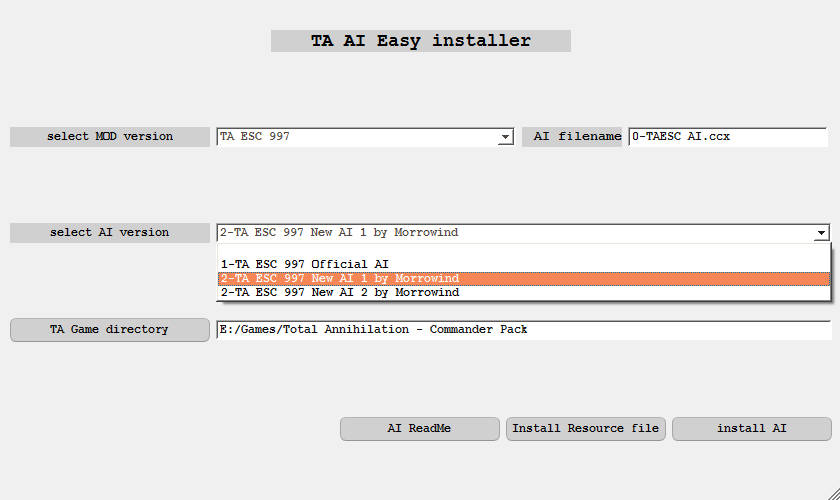 TA AI Easy installer
select MOD version TA ESC 997 AI filename 0-TAESC AI.ccx
select AI version 2-TA ESC 997 New AI 1 by Morrowind
1-TA ESC 997 Official AI
2-TA ESC 997 New AI 1 by Morrowind
2-TA ESC 997 New AI 2 by Morrowind
TA Game directory E:/Games/Total Annihilation - Commander Pack
AI ReadMe Install Resource file install AI